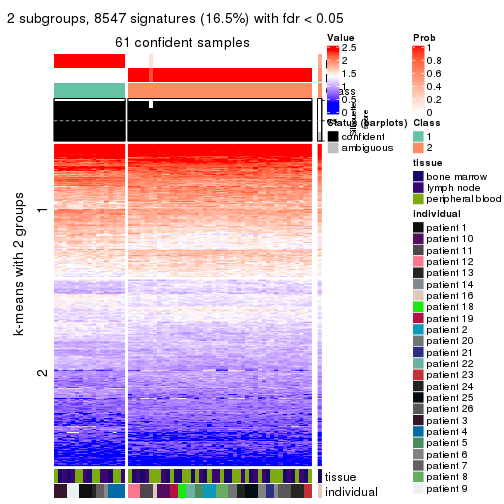 2 subgroups, 8547 signatures (16.5%) with fdr < 0.05
61 confident samples
k-means with 2 groups
1
2
Value
2.5
2
1.5
1
0.5
0
Prob
1
0.8
0.6
0.4
0.2
0
Status (barplots)
confident
ambiguous
Silhouette
score
Class
1
2
tissue
bone marrow
lymph node
peripheral blood
individual
patient 1
patient 10
patient 11
patient 12
patient 13
patient 14
patient 16
patient 18
patient 19
patient 2
patient 20
patient 21
patient 22
patient 23
patient 24
patient 25
patient 26
patient 3
patient 4
patient 5
patient 6
patient 7
patient 8
patient 9
tissue
individual